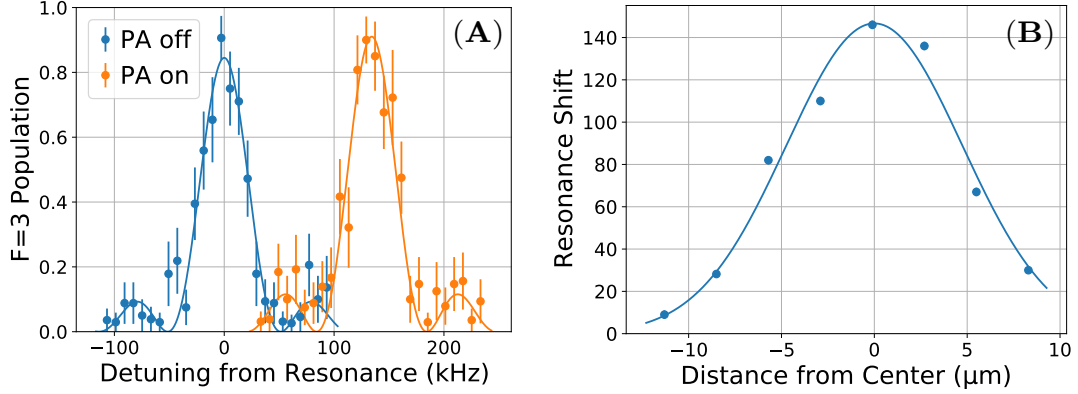 (A)
PA off
PA on
F=3 Population
1.0
0.8
0.6
0.4
0.2
0.0
−100
0
100
200
Detuning from Resonance (kHz)
(B)
Resonance Shift
140
120
100
80
60
40
20
0
−10
−5
0
5
10
Distance from Center (μm)